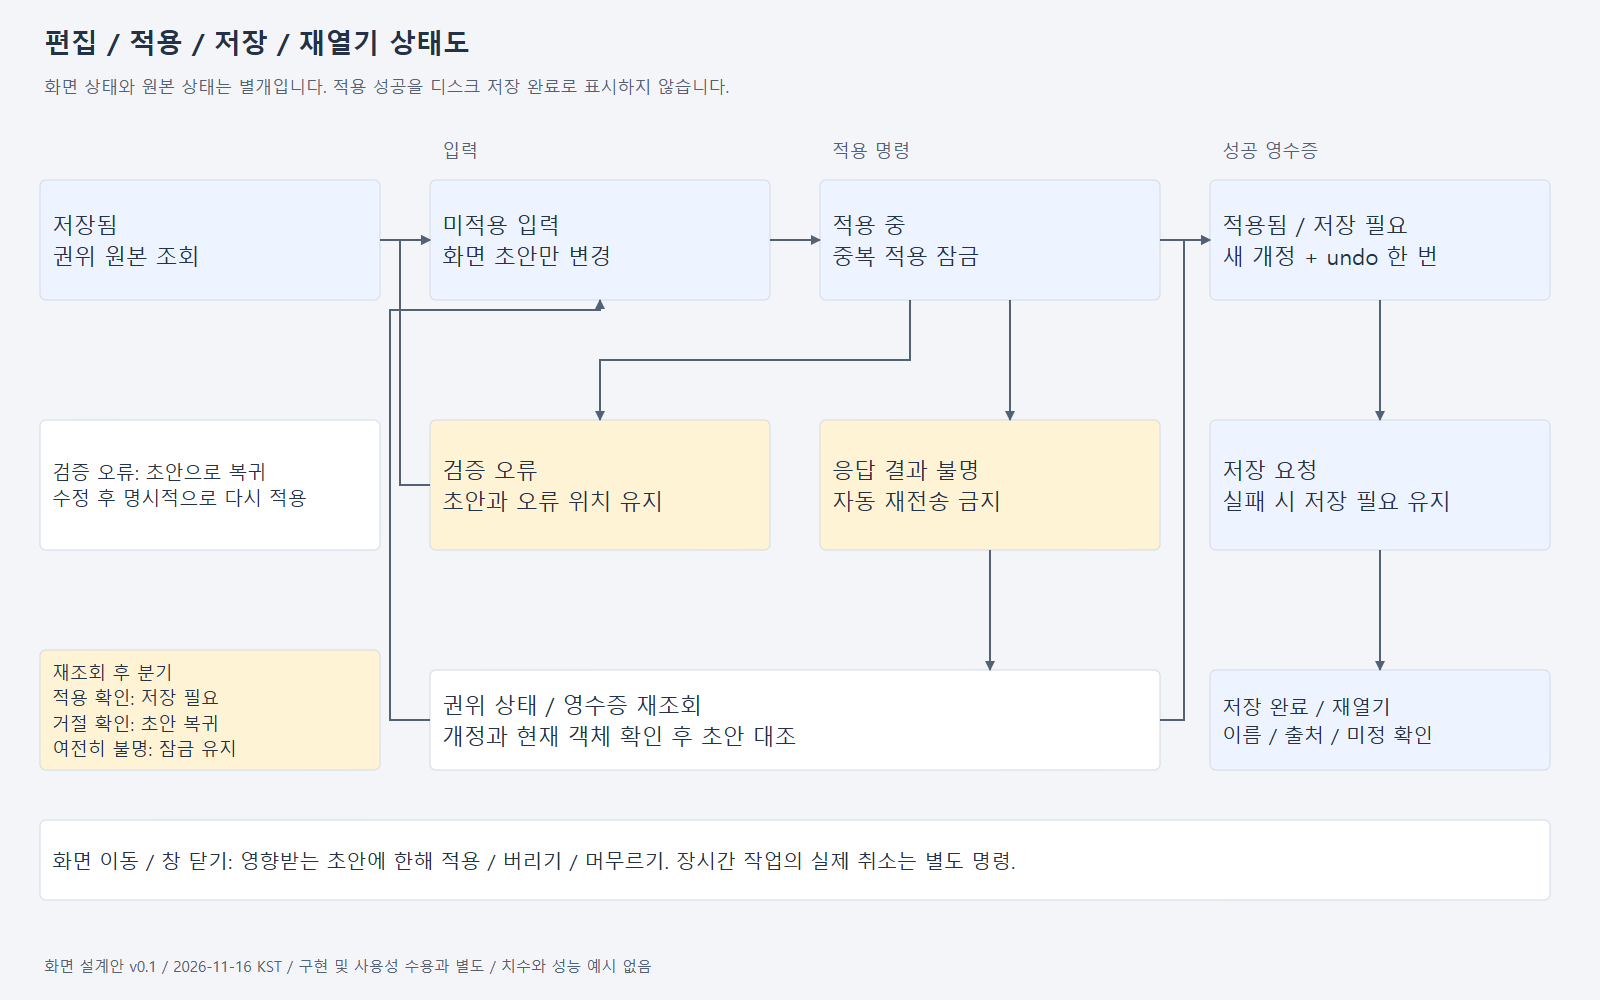 편집 / 적용 / 저장 / 재열기 상태도
화면 상태와 원본 상태는 별개입니다. 적용 성공을 디스크 저장 완료로 표시하지 않습니다.
입력
적용 명령
성공 영수증
저장됨
권위 원본 조회
미적용 입력
화면 초안만 변경
적용 중
중복 적용 잠금
적용됨 / 저장 필요
새 개정 + undo 한 번
검증 오류: 초안으로 복귀
수정 후 명시적으로 다시 적용
검증 오류
초안과 오류 위치 유지
응답 결과 불명
자동 재전송 금지
저장 요청
실패 시 저장 필요 유지
재조회 후 분기
적용 확인: 저장 필요
거절 확인: 초안 복귀
여전히 불명: 잠금 유지
권위 상태 / 영수증 재조회
개정과 현재 객체 확인 후 초안 대조
저장 완료 / 재열기
이름 / 출처 / 미정 확인
화면 이동 / 창 닫기: 영향받는 초안에 한해 적용 / 버리기 / 머무르기. 장시간 작업의 실제 취소는 별도 명령.
화면 설계안 v0.1 / 2026-11-16 KST / 구현 및 사용성 수용과 별도 / 치수와 성능 예시 없음